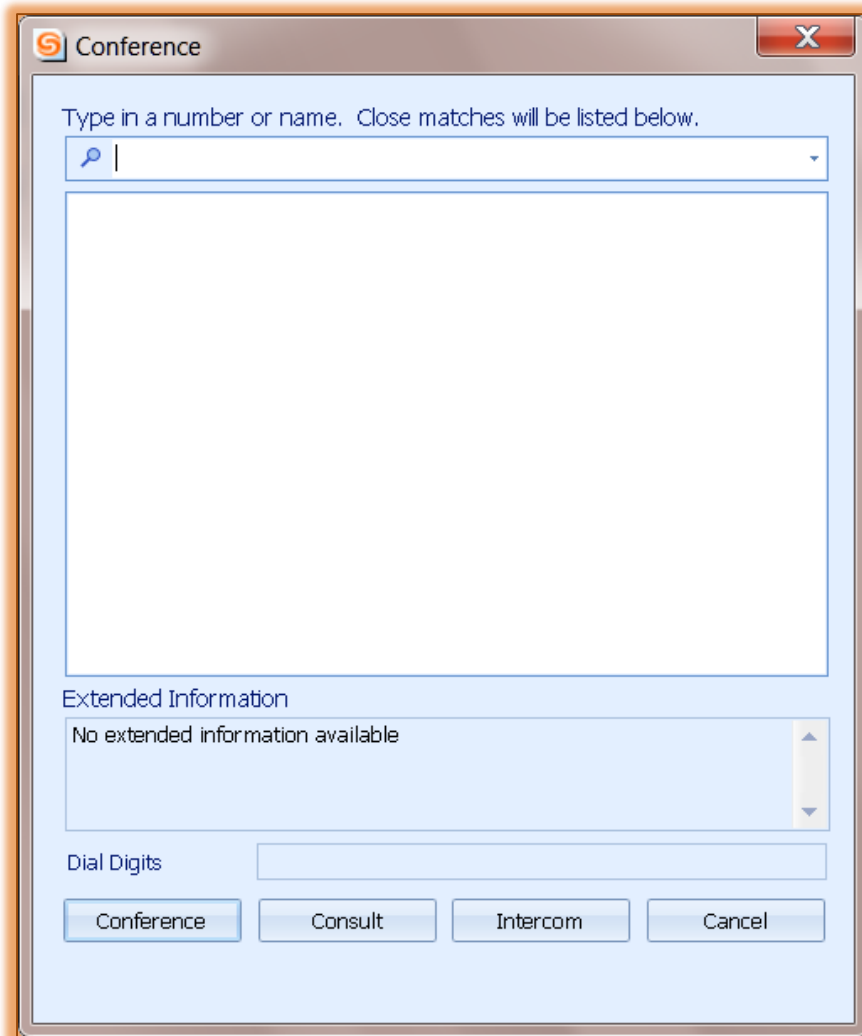 Conference
Type in a number or name.  Close matches will be listed below.
Extended Information
No extended information available
Dial Digits
Conference Consult Intercom Cancel